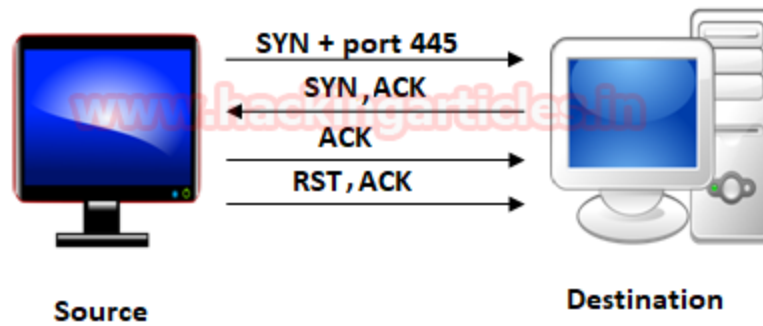 SYN + port 445
www.hackingarticles.in
SYN,ACK
ACK
RST,ACK
Source
Destination